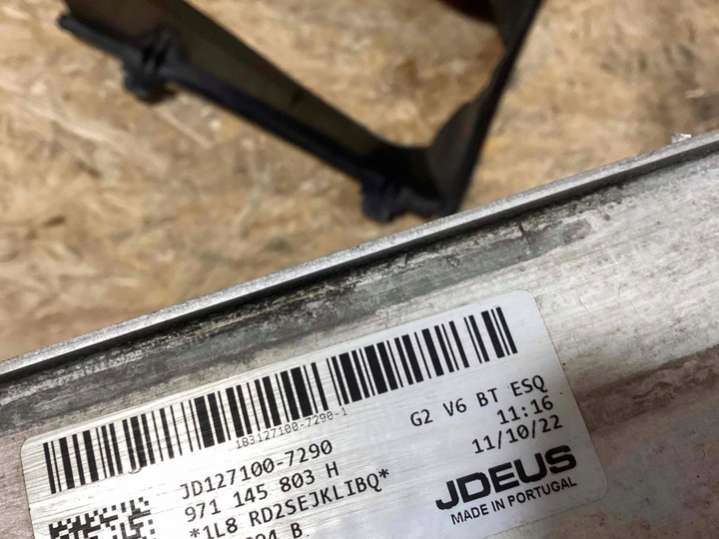 183127100-7290-1
G2 V6 BT ESQ
11:16
11/10/22
JD127100-7290
971 145 803 H
*1L8 RD2SEJKLIBQ*
B
JDEUS
MADE IN PORTUGAL